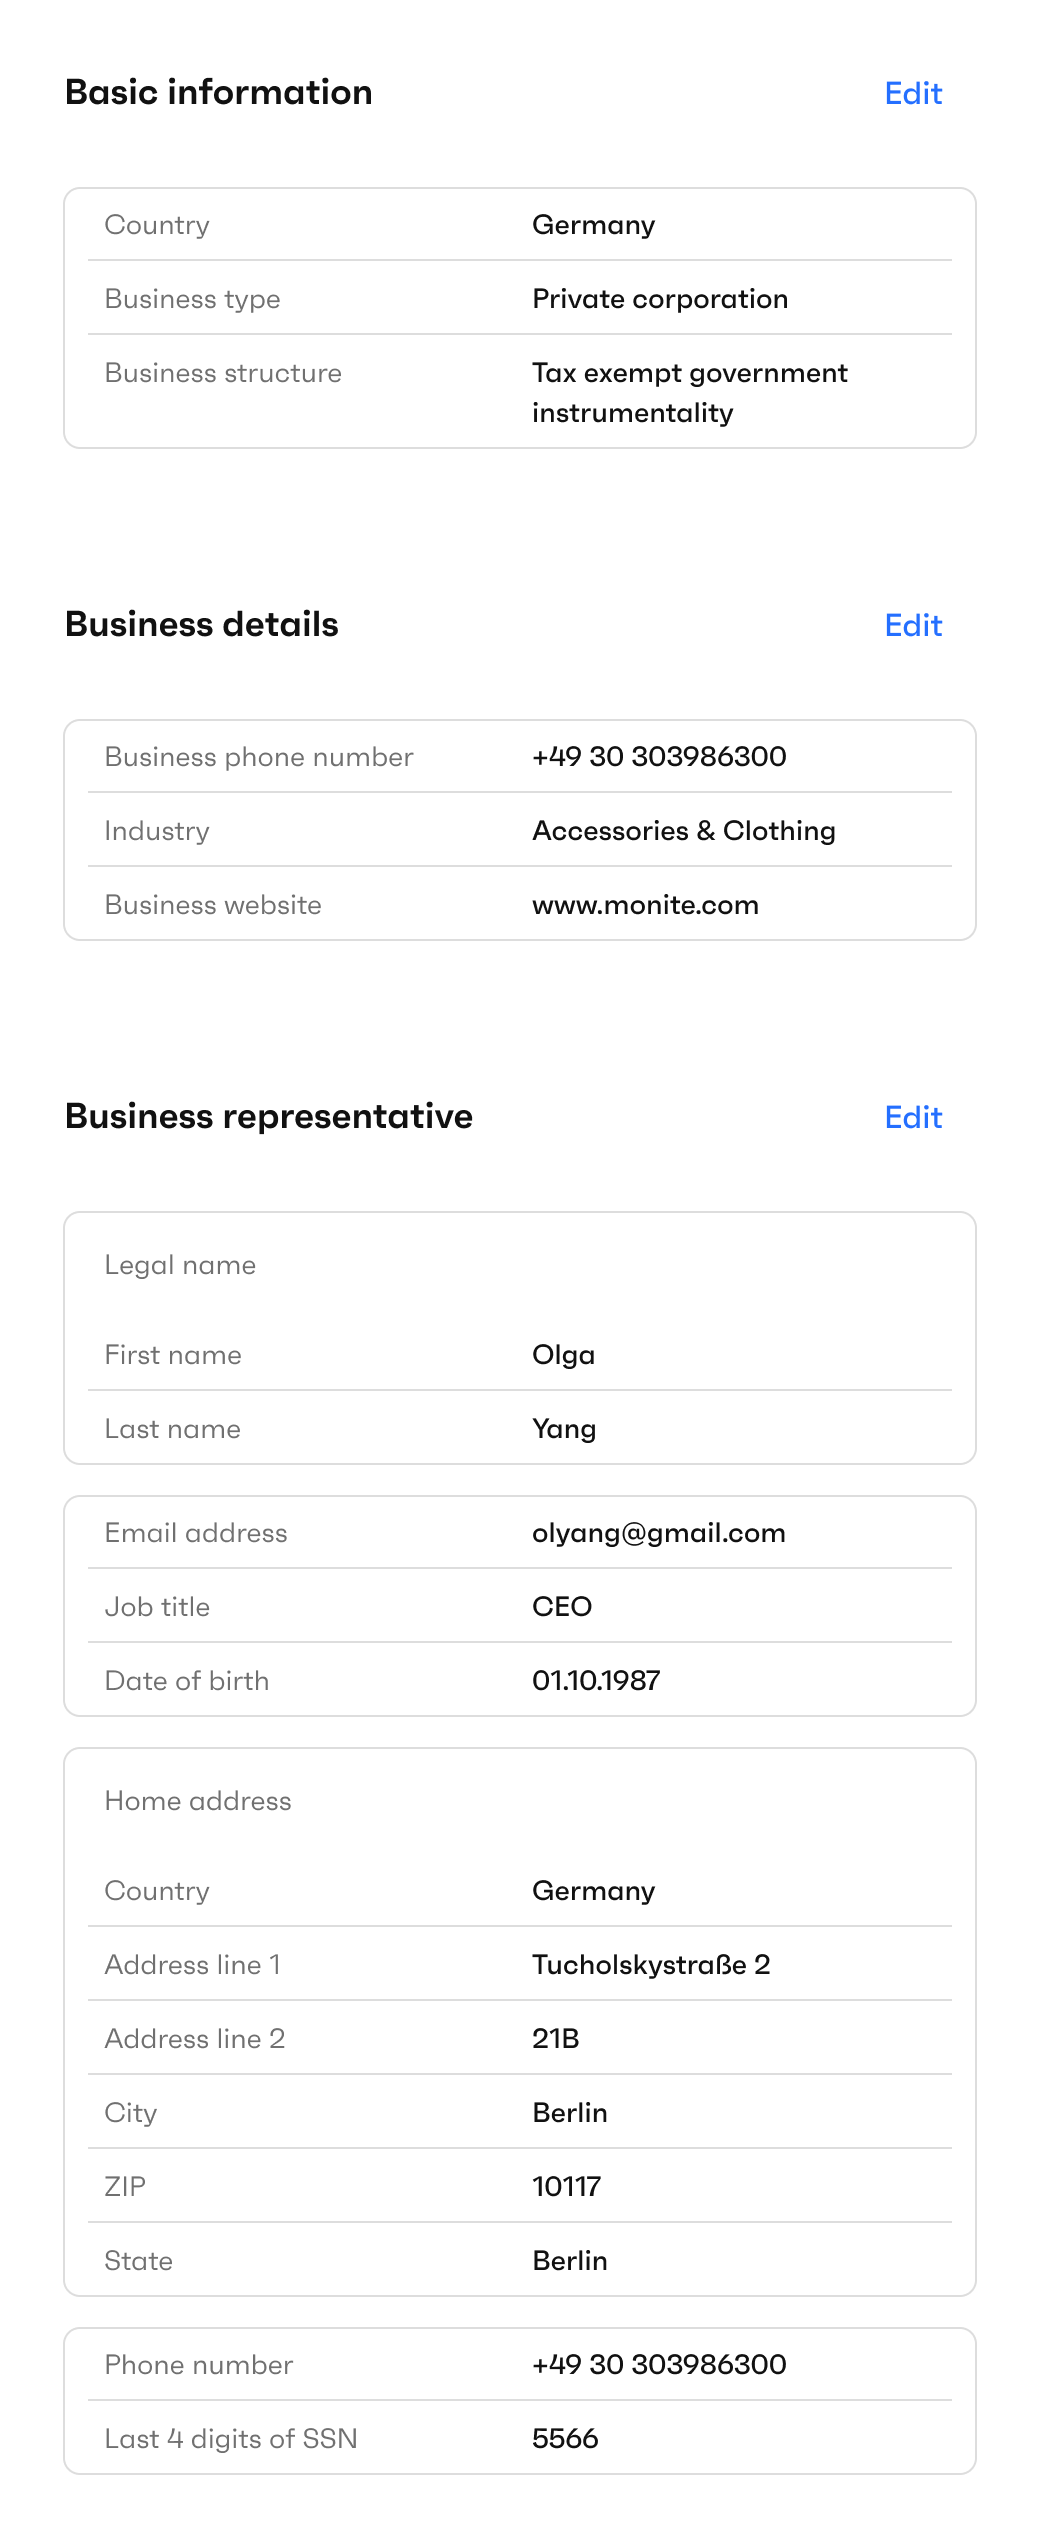 Basic information Edit
Country Germany
Business type Private corporation
Business structure Tax exempt government
instrumentality
Business details Edit
Business phone number +49 30 303986300
Industry Accessories & Clothing
Business website www.monite.com
Business representative Edit
Legal name
First name Olga
Last name Yang
Email address olyang@gmail.com
Job title CEO
Date of birth 01.10.1987
Home address
Country Germany
Address line 1 Tucholskystraße 2
Address line 2 21B
City Berlin
ZIP 10117
State Berlin
Phone number +49 30 303986300
Last 4 digits of SSN 5566